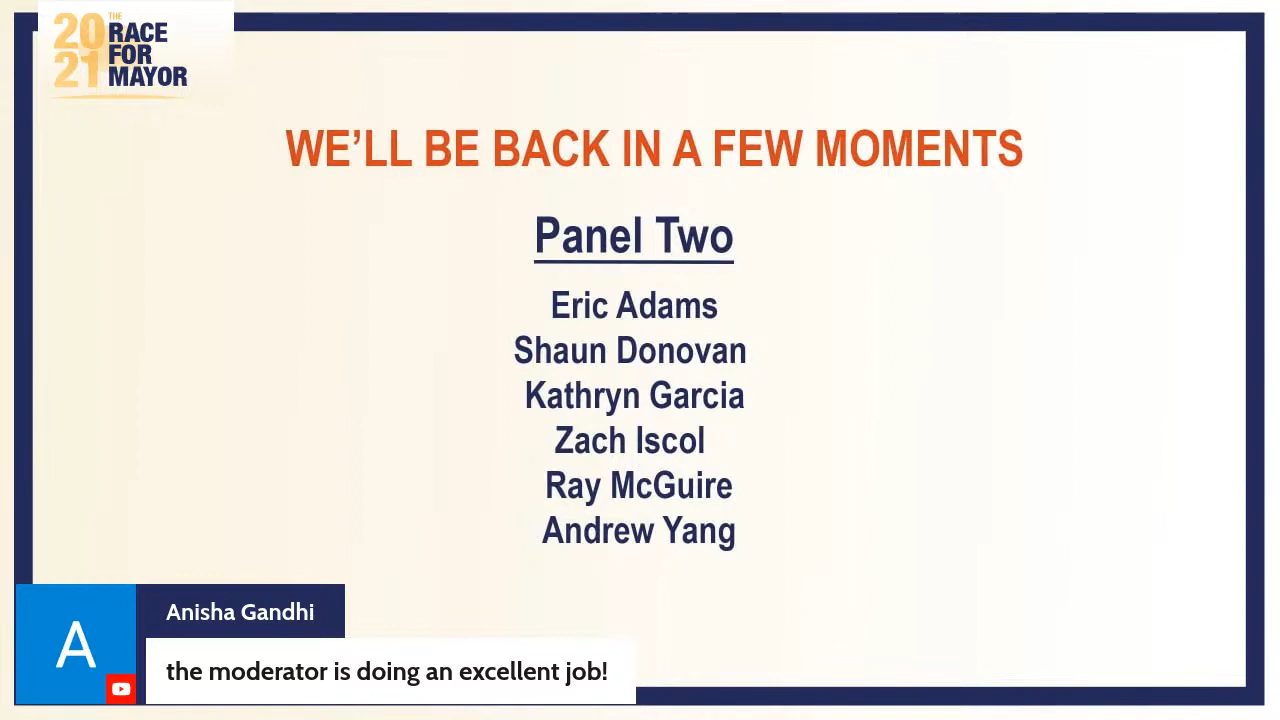 THE
2021 RACE
FOR
MAYOR
WE’LL BE BACK IN A FEW MOMENTS
Panel Two
Eric Adams
Shaun Donovan
Kathryn Garcia
Zach Iscol
Ray McGuire
Andrew Yang
A
Anisha Gandhi
the moderator is doing an excellent job!